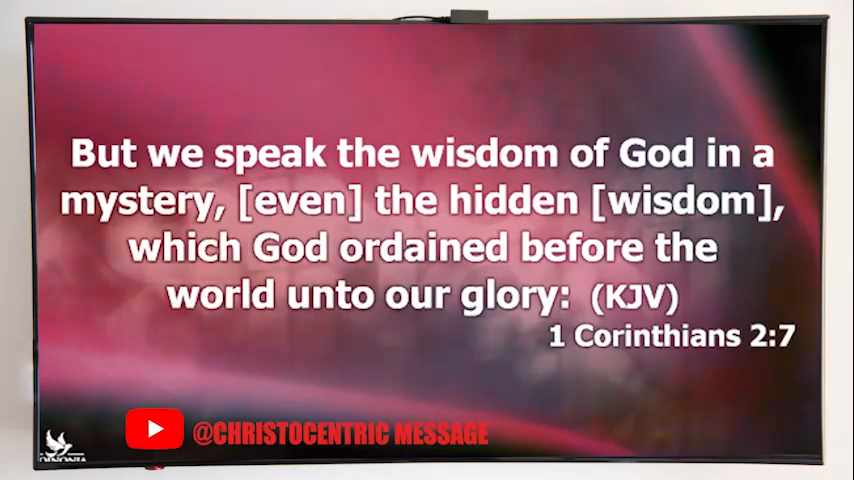 But we speak the wisdom of God in a
mystery, [even] the hidden [wisdom],
which God ordained before the
world unto our glory: (KJV)
1 Corinthians 2:7
@CHRISTOCENTRIC MESSAGE